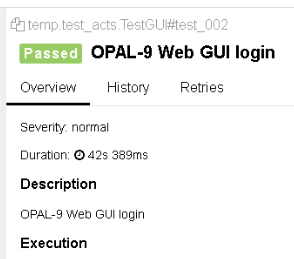 temp.test_acts.TestGUI#test_002
Passed OPAL-9 Web GUI login
Overview History Retries
Severity: normal
Duration: 42s 389ms
Description
OPAL-9 Web GUI login
Execution